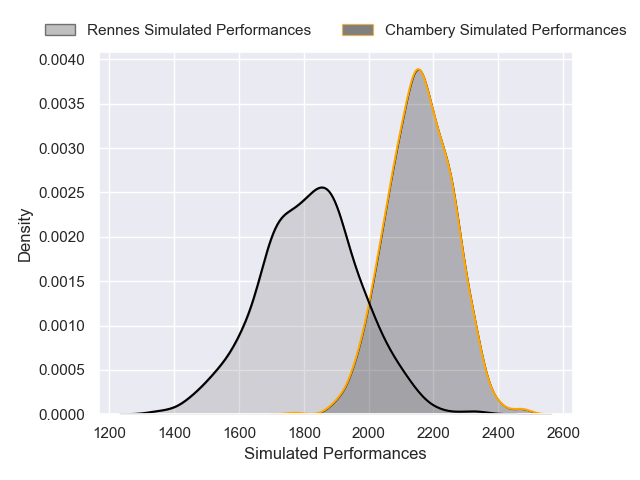 Rennes Simulated Performances
Chambery Simulated Performances
0.0040
0.0035
0.0030
0.0025
0.0020
0.0015
0.0010
0.0005
0.0000
Density
1200 1400 1600 1800 2000 2200 2400 2600
Simulated Performances